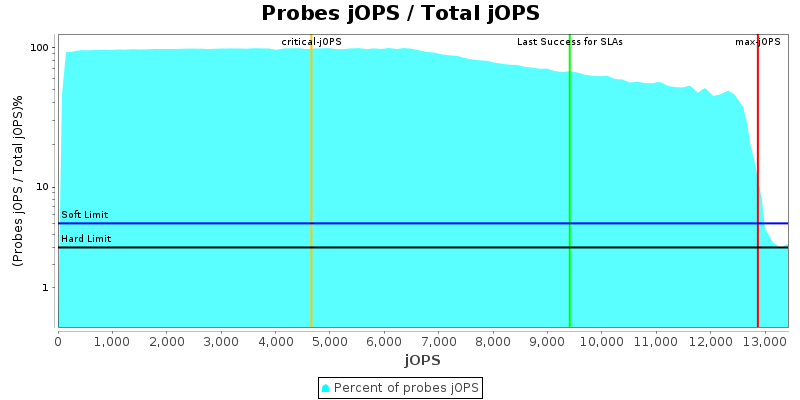 Probes jOPS / Total jOPS
critical-jOPS
Last Success for SLAs
max-jOPS
(Probes jOPS / Total jOPS)%
100
10
1
Soft Limit
Hard Limit
0
1,000
2,000
3,000
4,000
5,000
6,000
7,000
8,000
9,000
10,000
11,000
12,000
13,000
jOPS
Percent of probes jOPS